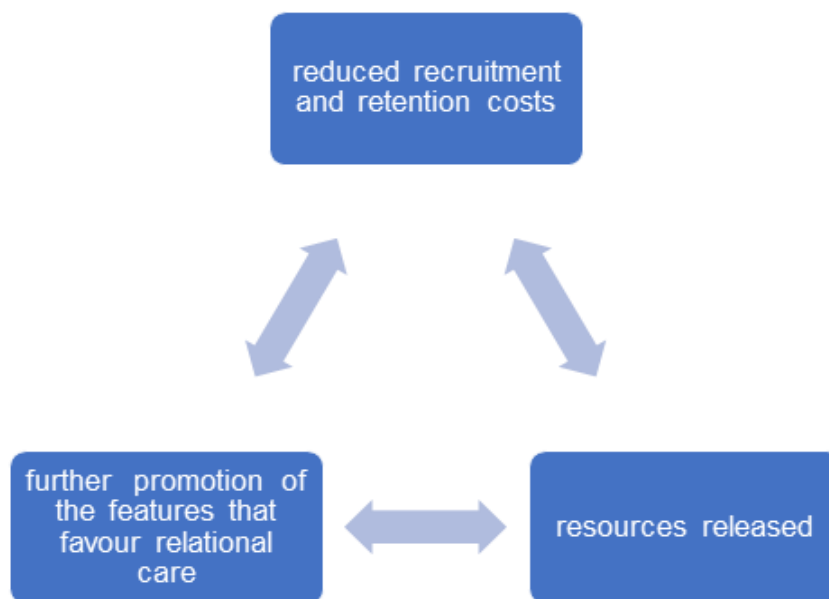 reduced recruitment
and retention costs
further promotion of
the features that
favour relational
care
resources released